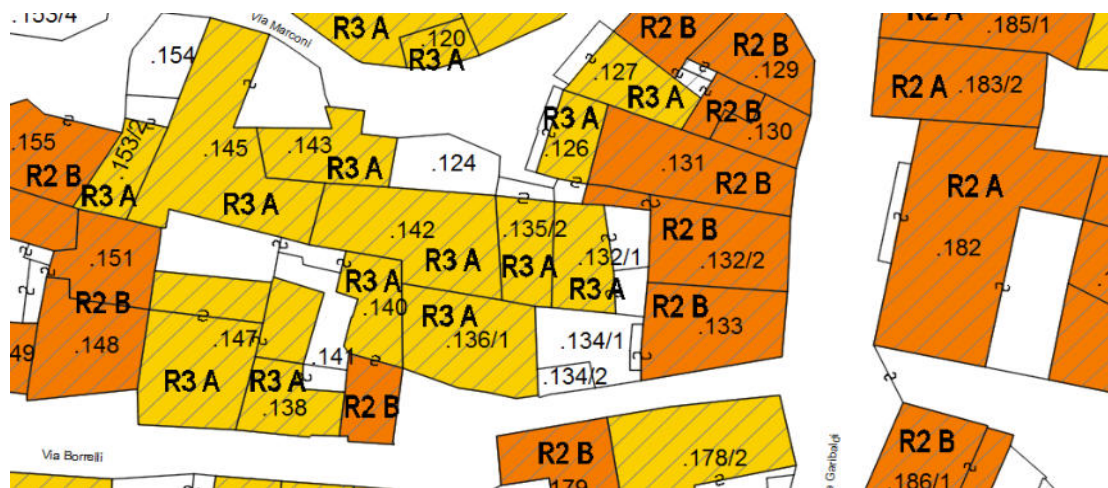 .153/4
Via Marconi
R3 A
.120
R3 A
R2 B
R2 B
.129
R2 A
.185/1
.154
.127
R3 A
R2 B
.130
R2 A
.183/2
.155
R2 B
.153/2
R3 A
.145
R3 A
.143
R3 A
.124
R3 A
.126
.131
R2 B
R2 A
.182
.142
R3 A
.135/2
R3 A
.132/1
R3 A
R2 B
.132/2
.151
R2 B
.148
49
R3 A
.140
R3 A
.136/1
.134/1
.134/2
.133
.147
R3 A
.141
R3 A
.138
R2 B
Via Borrelli
R2 B
.179
.178/2
Garibaldi
R2 B
.186/1